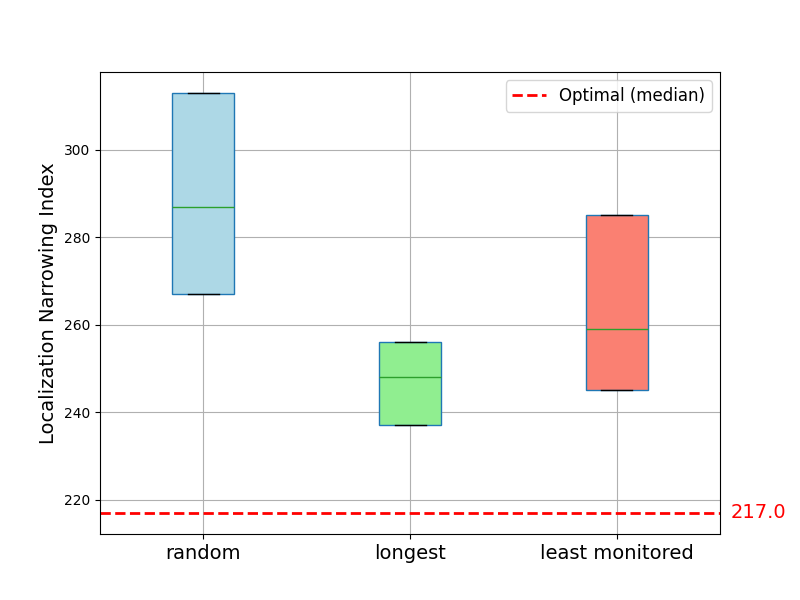 Optimal (median)
Localization Narrowing Index
300
280
260
240
220
217.0
random
longest
least monitored